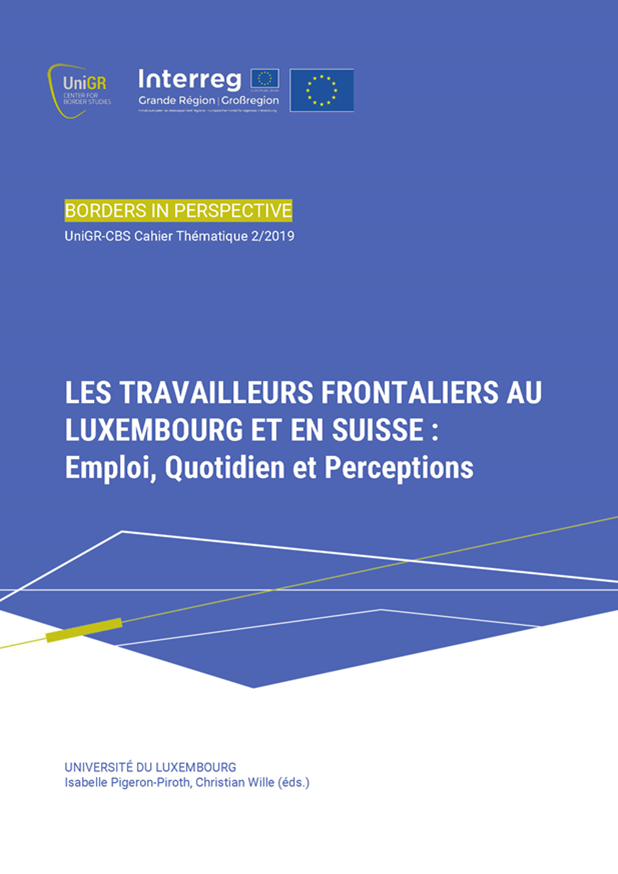 UniGR
CENTER FOR
BORDER STUDIES
Interreg
Grande Région | Großregion
BORDERS IN PERSPECTIVE
UniGR-CBS Cahier Thématique 2/2019
LES TRAVAILLEURS FRONTALIERS AU
LUXEMBOURG ET EN SUISSE :
Emploi, Quotidien et Perceptions
UNIVERSITÉ DU LUXEMBOURG
Isabelle Pigeron-Piroth, Christian Wille (éds.)